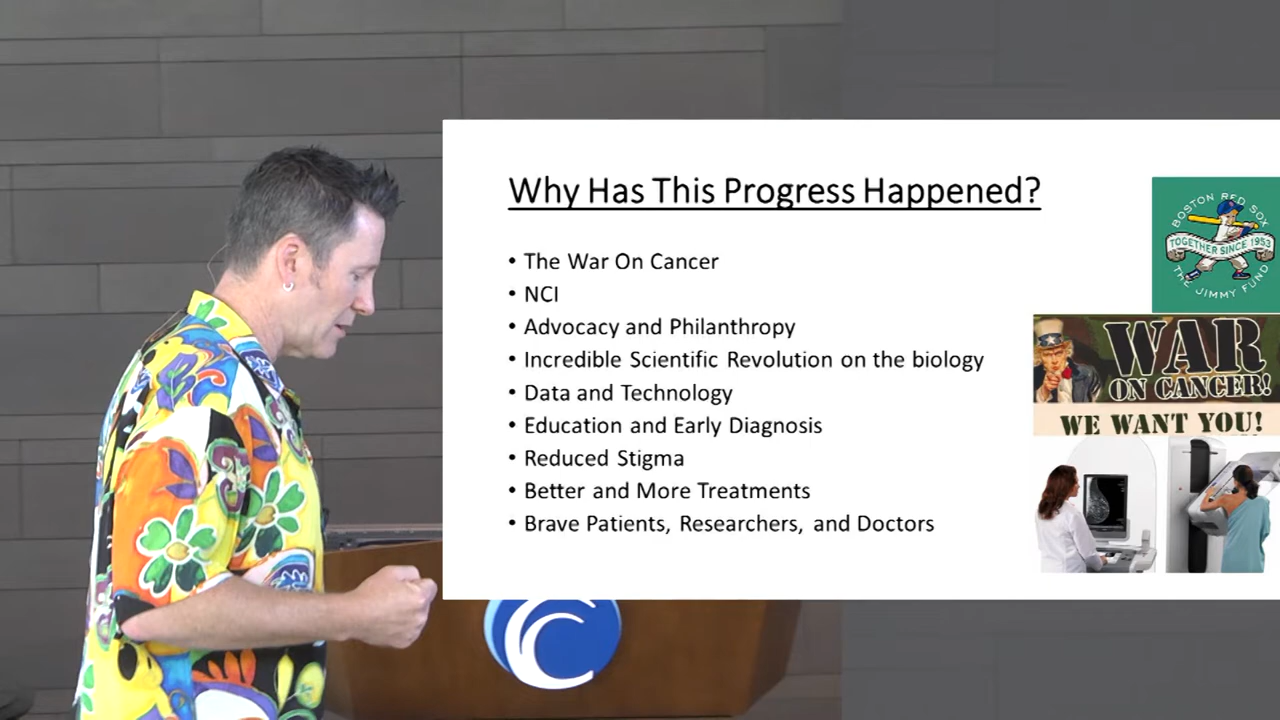 Why Has This Progress Happened?
• The War On Cancer
• NCI
• Advocacy and Philanthropy
• Incredible Scientific Revolution on the biology
• Data and Technology
• Education and Early Diagnosis
• Reduced Stigma
• Better and More Treatments
• Brave Patients, Researchers, and Doctors
BOSTON RED SOX
TOGETHER SINCE 1953
THE JIMMY FUND
WAR
ON CANCER!
WE WANT YOU!